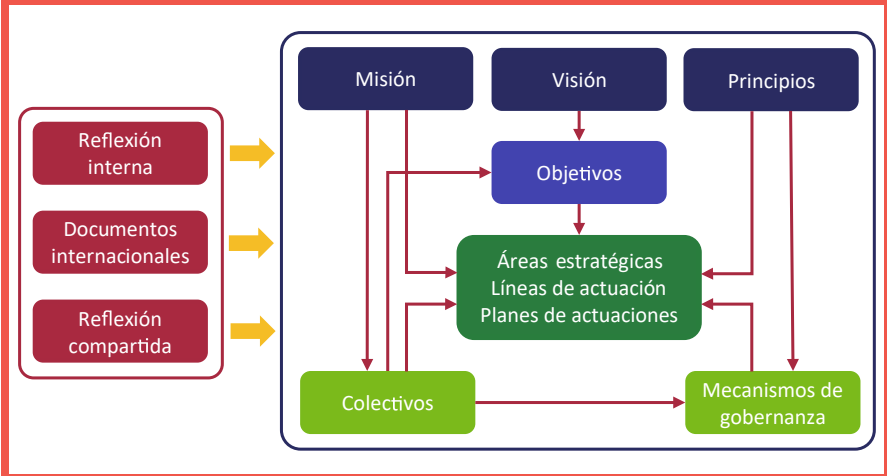 Reflexión
interna
Documentos
internacionales
Reflexión
compartida
Misión
Visión
Principios
Objetivos
Áreas estratégicas
Líneas de actuación
Planes de actuaciones
Colectivos
Mecanismos de
gobernanza